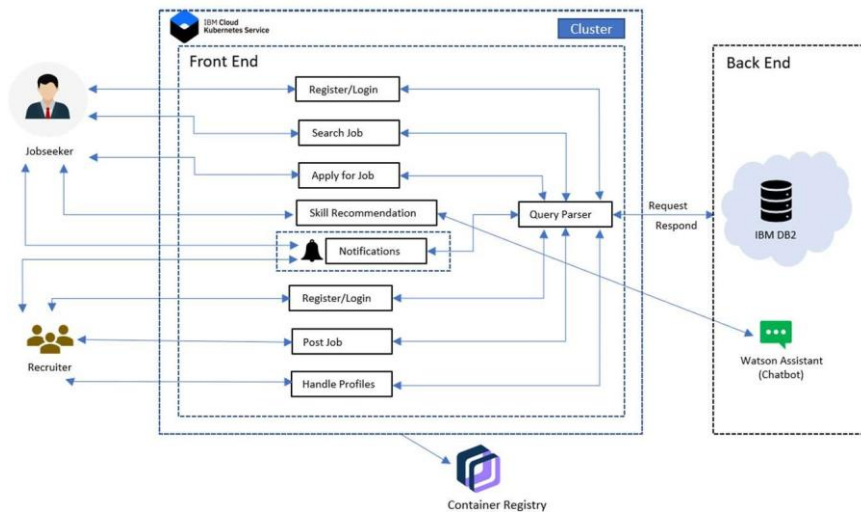 IBM Cloud
Kubernetes Service
Cluster
Front End
Back End
Register/Login
Jobseeker
Search Job
Apply for Job
Skill Recommendation
Query Parser
Request
Respond
IBM DB2
Notifications
Register/Login
Recruiter
Post Job
Watson Assistant
(Chatbot)
Handle Profiles
Container Registry